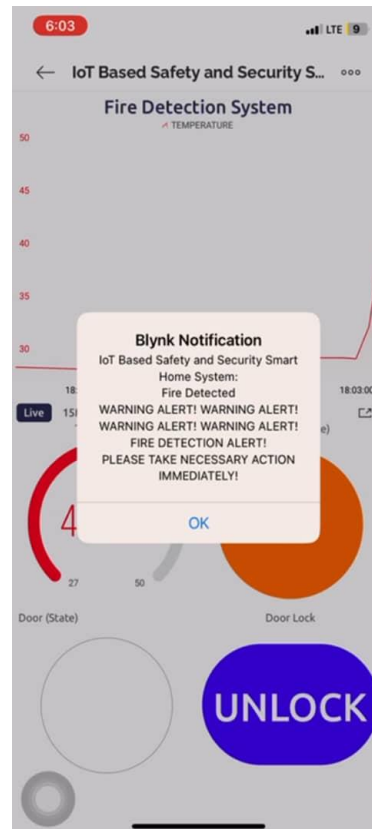 6:03
LTE 9
IoT Based Safety and Security S...
Fire Detection System
TEMPERATURE
50
45
40
35
30
Blynk Notification
IoT Based Safety and Security Smart
Home System:
Fire Detected
WARNING ALERT! WARNING ALERT!
WARNING ALERT! WARNING ALERT!
FIRE DETECTION ALERT!
PLEASE TAKE NECESSARY ACTION
IMMEDIATELY!
OK
18:03:00
Live
27 50
Door (State) Door Lock
UNLOCK